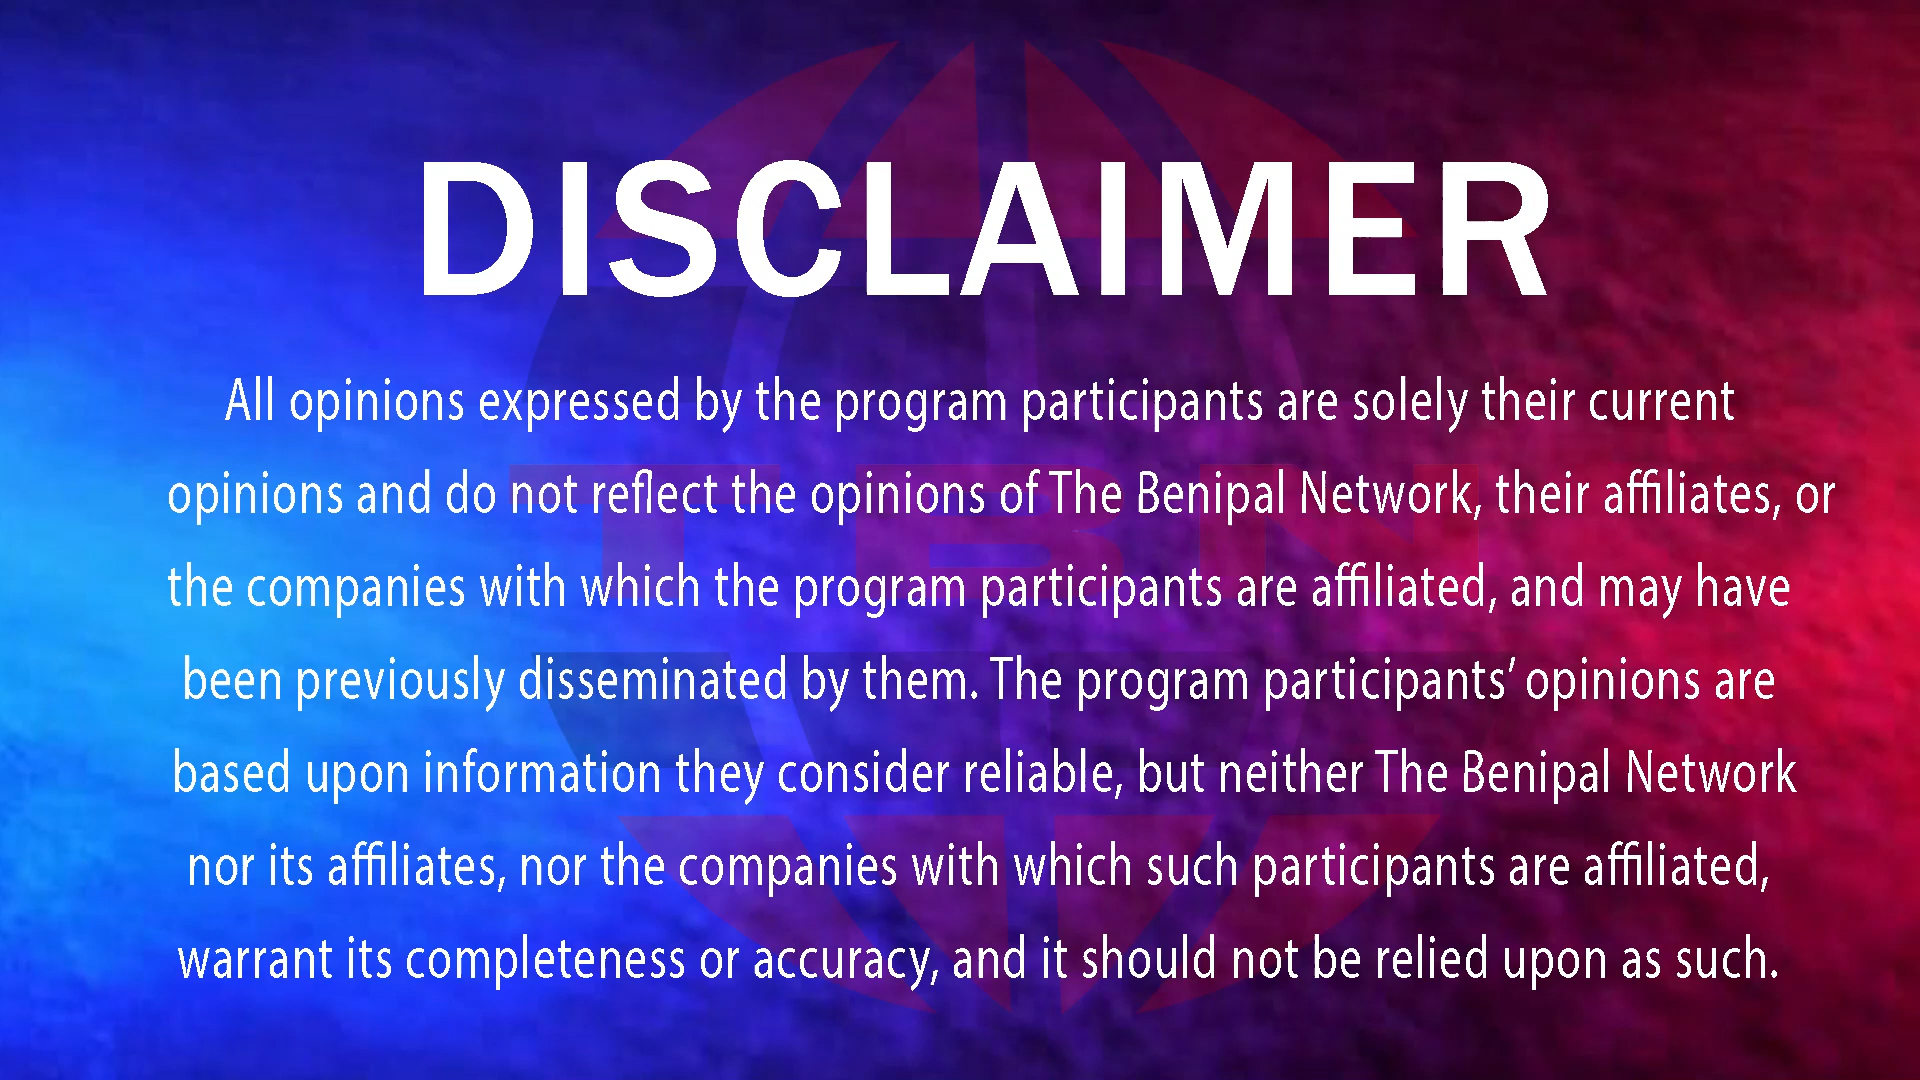 DISCLAIMER
All opinions expressed by the program participants are solely their current
opinions and do not reflect the opinions of The Benipal Network, their affiliates, or
the companies with which the program participants are affiliated, and may have
been previously disseminated by them. The program participants’ opinions are
based upon information they consider reliable, but neither The Benipal Network
nor its affiliates, nor the companies with which such participants are affiliated,
warrant its completeness or accuracy, and it should not be relied upon as such.
TBN